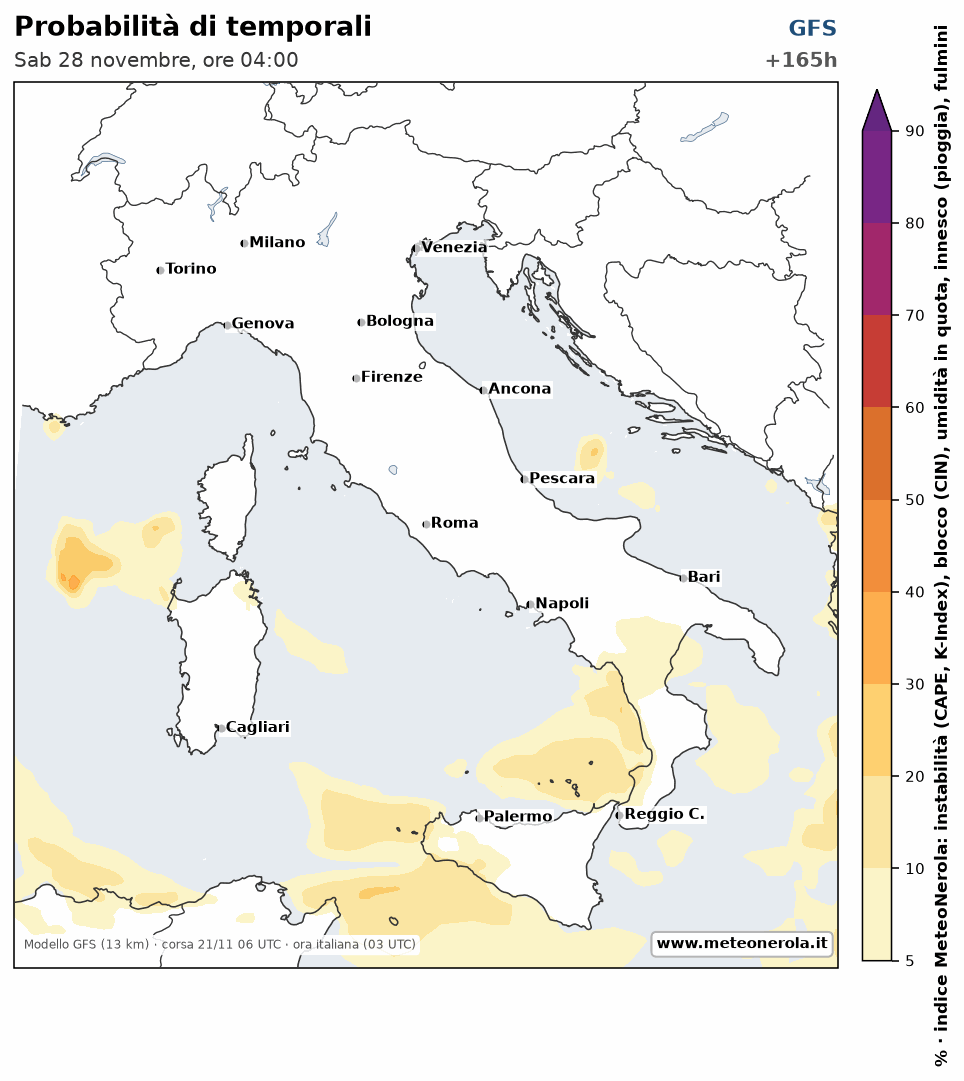 Probabilità di temporali
GFS
Sab 28 novembre, ore 04:00
+165h
Milano
Venezia
Torino
Genova
Bologna
Firenze
Ancona
Pescara
Roma
Bari
Napoli
Cagliari
Palermo
Reggio C.
Modello GFS (13 km) · corsa 21/11 06 UTC · ora italiana (03 UTC)
www.meteonerola.it
90
80
70
60
50
40
30
20
10
5
% · indice MeteoNerola: instabilità (CAPE, K-Index), blocco (CIN), umidità in quota, innesco (pioggia), fulmini